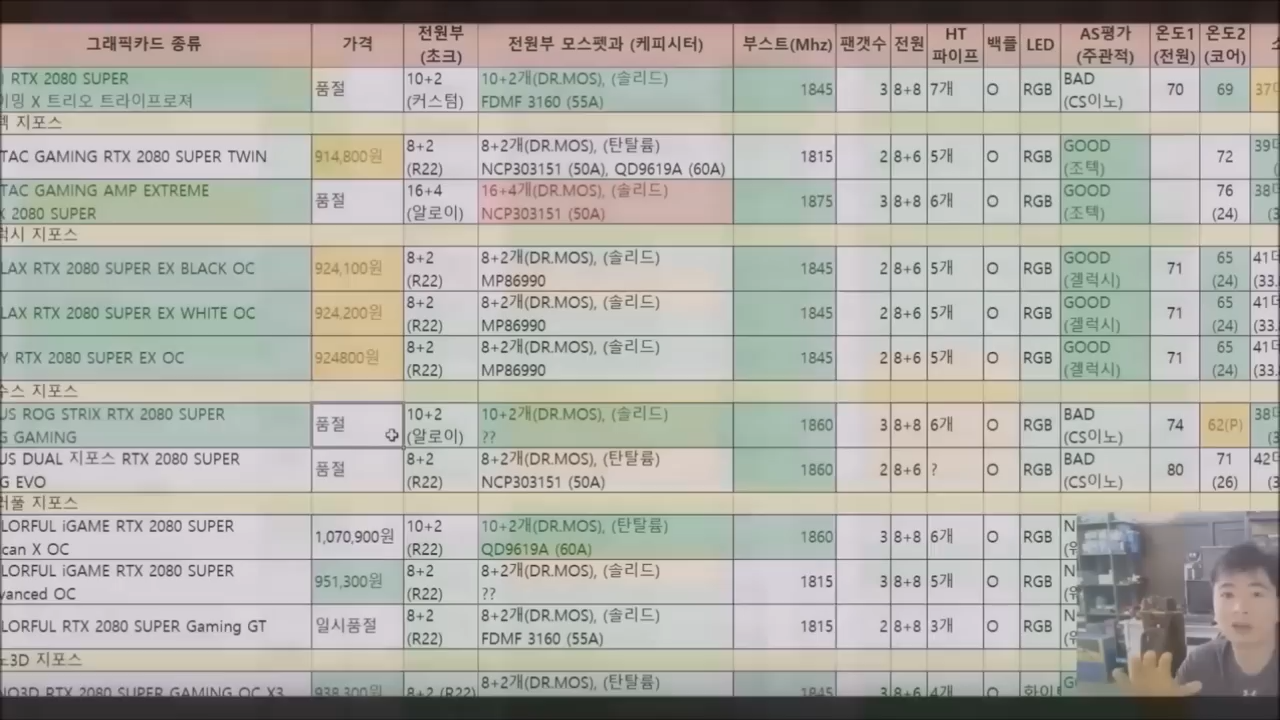 그래픽카드 종류 가격 전원부 (초크) 전원부 모스펫과 (케피시터) 부스트(Mhz) 팬갯수 전원 HT 파이프 백플 LED AS평가 (주관적) 온도1 (전원) 온도2 (코어)
RTX 2080 SUPER 품절 10+2 10+2개(DR.MOS), (솔리드) 1845 3 8+8 7개 O RGB BAD 70 69
X 트리오 트라이프로져 (커스텀) FDMF 3160 (55A) (CS이노)
지포스
TAC GAMING RTX 2080 SUPER TWIN 914,800원 8+2 8+2개(DR.MOS), (탄탈륨) 1815 2 8+6 5개 O RGB GOOD 72
(R22) NCP303151 (50A), QD9619A (60A) (조텍)
TAC GAMING AMP EXTREME 품절 16+4 16+4개(DR.MOS), (솔리드) 1875 3 8+8 6개 O RGB GOOD 76
2080 SUPER (알로이) NCP303151 (50A) (조텍) (24)
지포스
LAX RTX 2080 SUPER EX BLACK OC 924,100원 8+2 8+2개(DR.MOS), (솔리드) 1845 2 8+6 5개 O RGB GOOD 71 65
(R22) MP86990 (겔럭시) (24)
LAX RTX 2080 SUPER EX WHITE OC 924,200원 8+2 8+2개(DR.MOS), (솔리드) 1845 2 8+6 5개 O RGB GOOD 71 65
(R22) MP86990 (겔럭시) (24)
Y RTX 2080 SUPER EX OC 924800원 8+2 8+2개(DR.MOS), (솔리드) 1845 2 8+6 5개 O RGB GOOD 71 65
(R22) MP86990 (겔럭시) (24)
지포스
US ROG STRIX RTX 2080 SUPER 품절 10+2 10+2개(DR.MOS), (솔리드) 1860 3 8+8 6개 O RGB BAD 74 62(P)
G GAMING (알로이) ?? (CS이노)
US DUAL 지포스 RTX 2080 SUPER 품절 8+2 8+2개(DR.MOS), (탄탈륨) 1860 2 8+6 ? O RGB BAD 80 71
G EVO (R22) NCP303151 (50A) (CS이노) (26)
지포스
LORFUL iGAME RTX 2080 SUPER 1,070,900원 10+2 10+2개(DR.MOS), (탄탈륨) 1860 3 8+8 6개 O RGB
can X OC (R22) QD9619A (60A)
LORFUL iGAME RTX 2080 SUPER 951,300원 8+2 8+2개(DR.MOS), (솔리드) 1815 3 8+8 5개 O RGB
vanced OC (R22) ??
LORFUL RTX 2080 SUPER Gaming GT 일시품절 8+2 8+2개(DR.MOS), (솔리드) 1815 2 8+8 3개 O RGB
(R22) FDMF 3160 (55A)
3D 지포스
NO3D RTX 2080 SUPER GAMING OC X3 938,300원 8+2 (R22) 8+2개(DR.MOS), (탄탈륨) 1845 3 8+6 4개 O